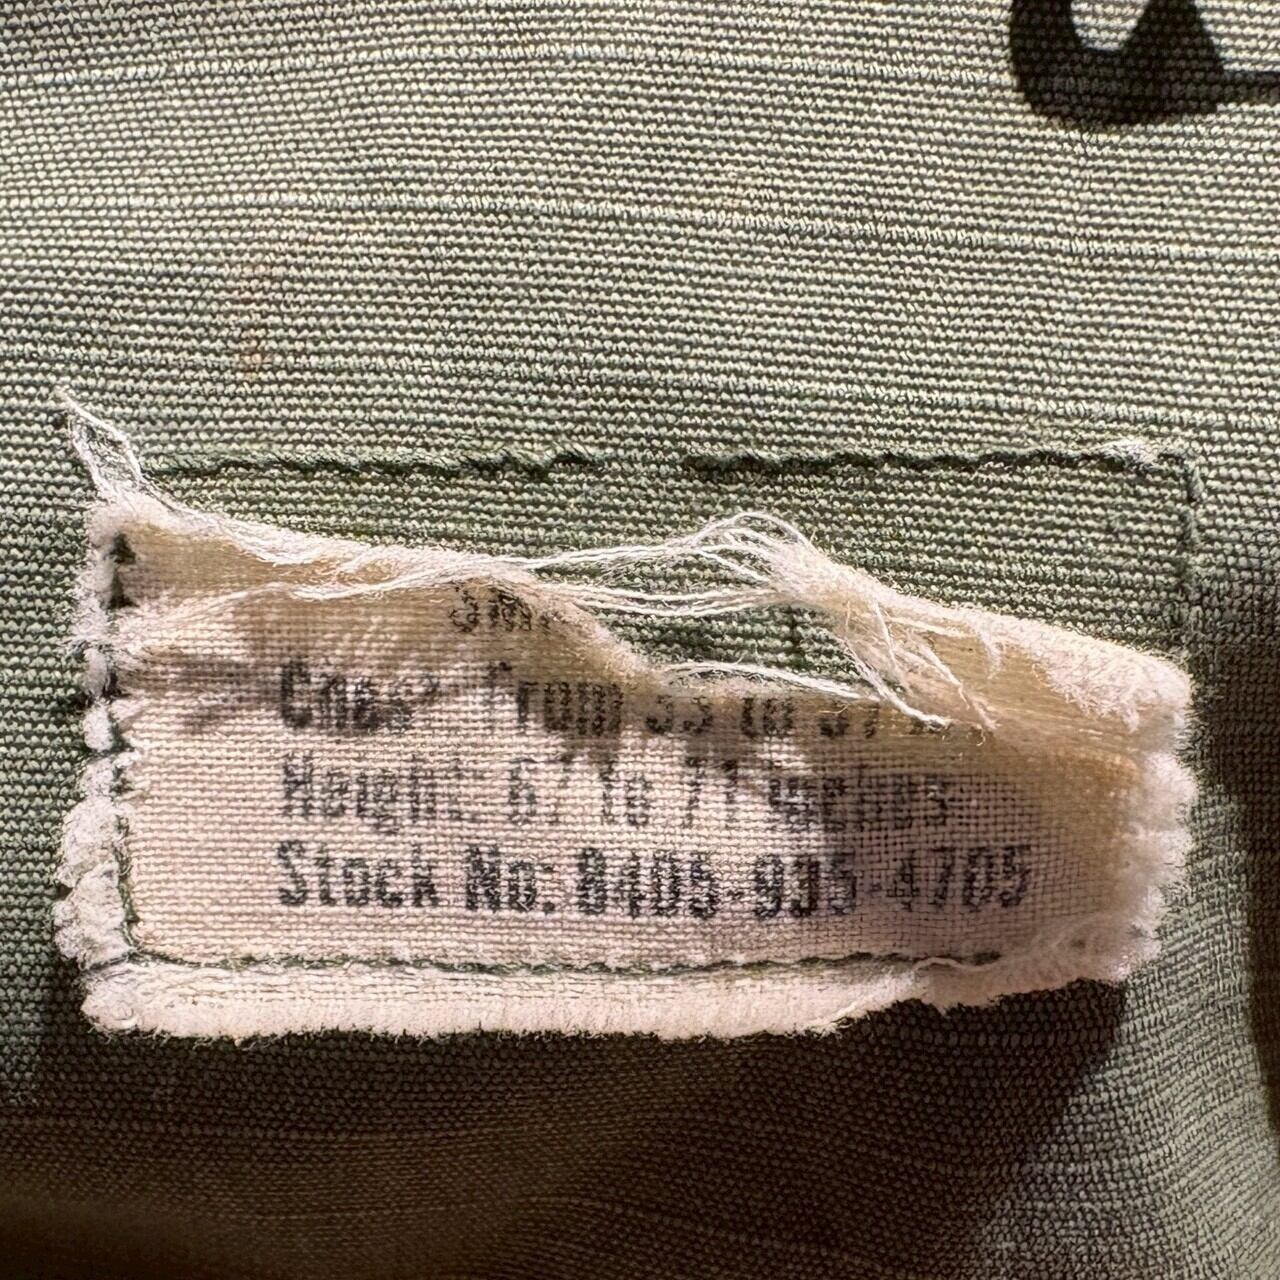 Chest: from 33 to 37
Height: 67 to 71 inches
Stock No: 8405-935-4705